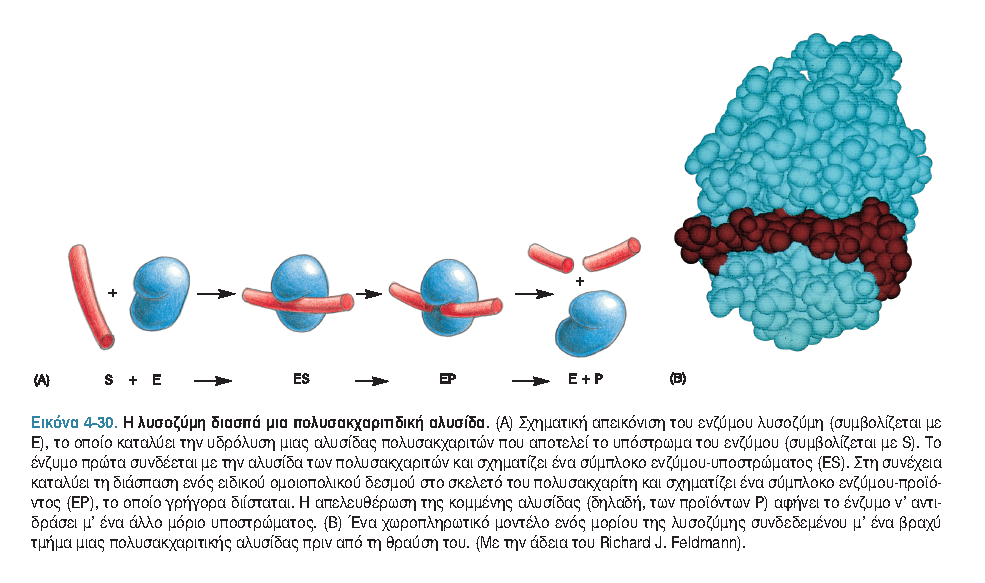 +
+
(A) S + E ES EP E + P (B)
Εικόνα 4-30. Η λυσοζύμη διασπά μια πολυσακχαριτιδική αλυσίδα. (Α) Σχηματική απεικόνιση του ενζύμου λυσοζύμη (συμβολίζεται με
Ε), το οποίο καταλύει την υδρόλυση μιας αλυσίδας πολυσακχαριτών που αποτελεί το υπόστρωμα του ενζύμου (συμβολίζεται με S). Το
ένζυμο πρώτα συνδέεται με την αλυσίδα των πολυσακχαριτών και σχηματίζει ένα σύμπλοκο ενζύμου-υποστρώματος (ES). Στη συνέχεια
καταλύει τη διάσπαση ενός ειδικού ομοιοπολικού δεσμού στο σκελετό του πολυσακχαρίτη και σχηματίζει ένα σύμπλοκο ενζύμου-προϊό-
ντος (EP), το οποίο γρήγορα διίσταται. Η απελευθέρωση της κομμένης αλυσίδας (δηλαδή, των προϊόντων P) αφήνει το ένζυμο ν' αντι-
δράσει μ' ένα άλλο μόριο υποστρώματος. (Β) Ένα χωροπληρωτικό μοντέλο ενός μορίου της λυσοζύμης συνδεδεμένου μ' ένα βραχύ
τμήμα μιας πολυσακχαριτικής αλυσίδας πριν από τη θραύση του. (Με την άδεια του Richard J. Feldmann).